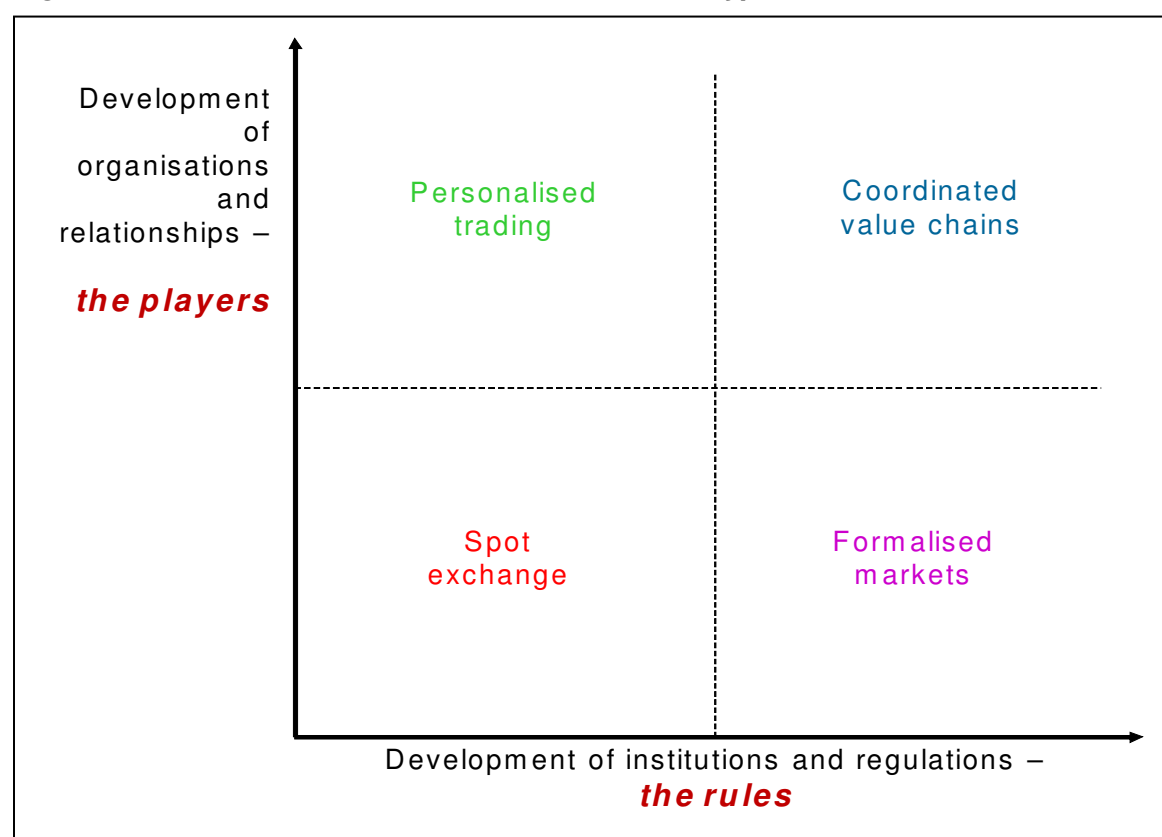 Development
of
organisations
and
relationships –
the players
Personalised
trading
Coordinated
value chains
Spot
exchange
Formalised
markets
Development of institutions and regulations –
the rules